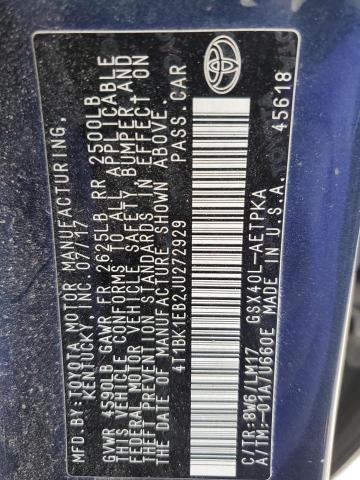 MFD.BY:TOYOTA MOTOR MANUFACTURING,
KENTUCKY, INC. 07/17
GVWR 4590LB GAWR FR 2625LB RR 2500LB
THIS VEHICLE CONFORMS TO ALL APPLICABLE
FEDERAL MOTOR VEHICLE SAFETY, BUMPER, AND
THEFT PREVENTION STANDARDS IN EFFECT ON
THE DATE OF MANUFACTURE SHOWN ABOVE.
4T1BK1EB2JU272929 PASS.CAR
C/TR:8W6/LM17 GSX40L-AETPKA
A/TM:-01A/U660E MADE IN U.S.A. 45618